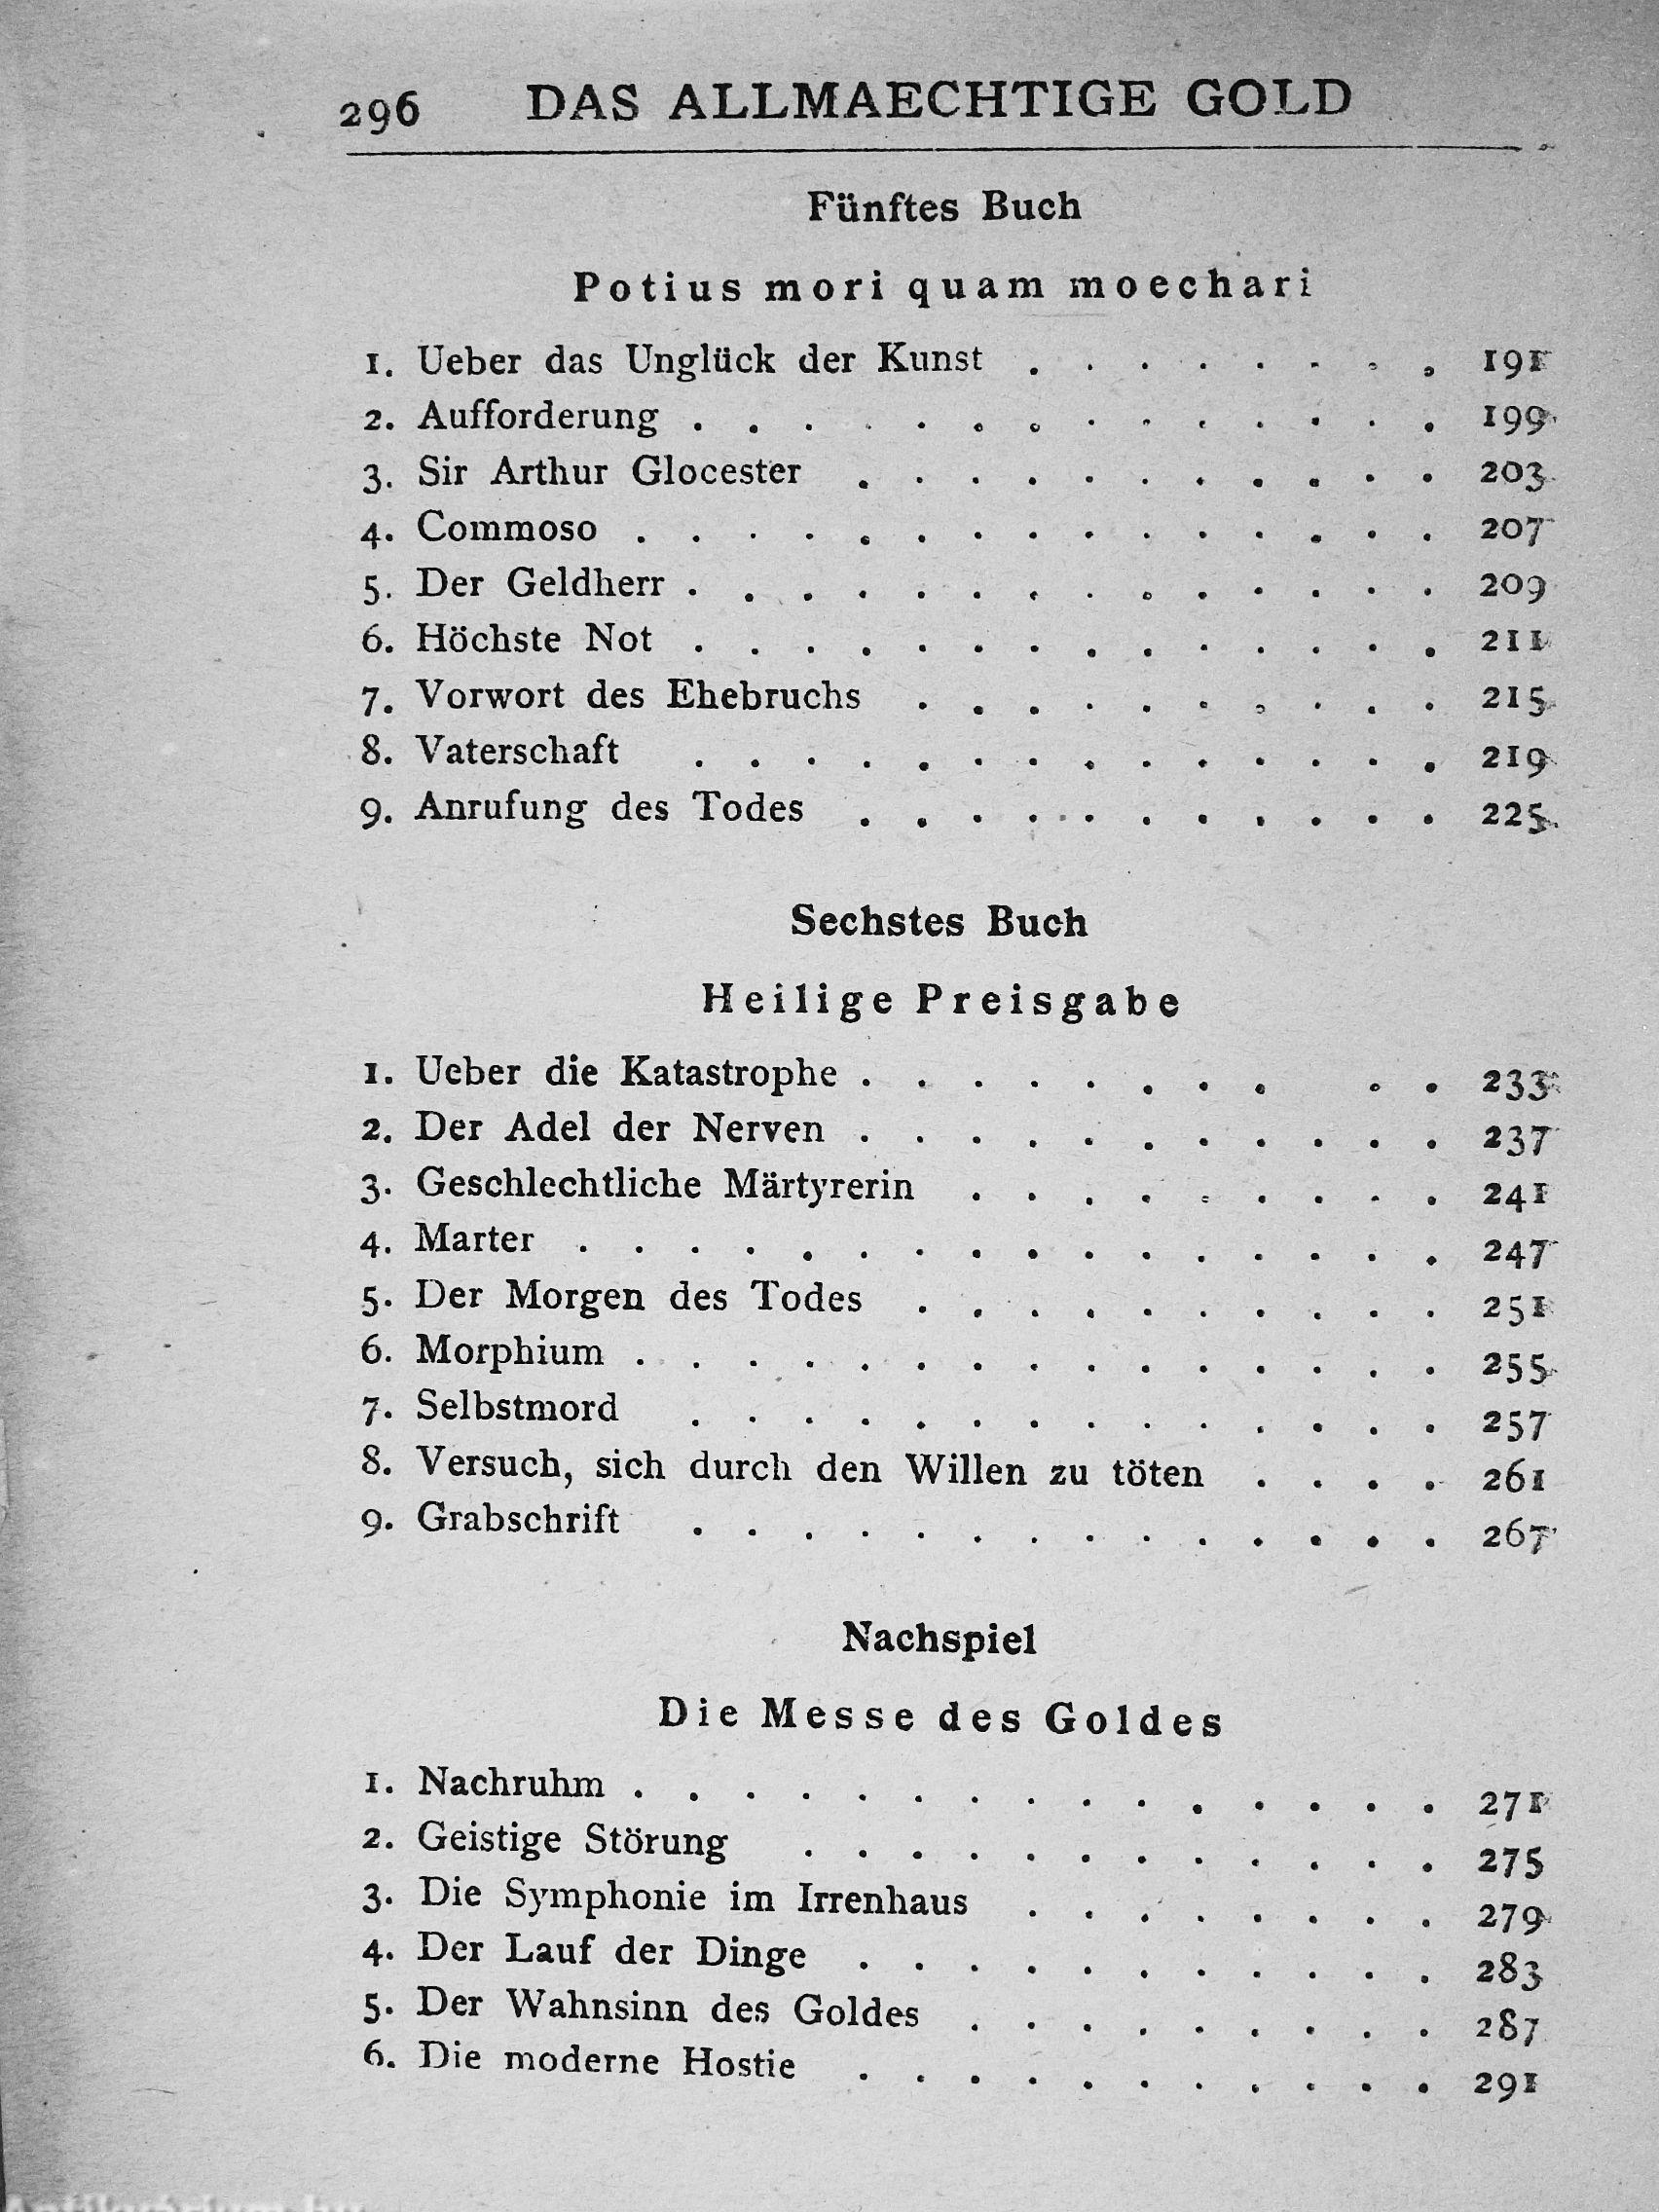 296 DAS ALLMAECHTIGE GOLD
Fünftes Buch
Potius mori quam moechari
1. Ueber das Unglück der Kunst . . . . . . . . 191
2. Aufforderung . . . . . . . . . . . . . . 199
3. Sir Arthur Glocester . . . . . . . . . . . 203
4. Commoso . . . . . . . . . . . . . . . 207
5. Der Geldherr . . . . . . . . . . . . . . 209
6. Höchste Not . . . . . . . . . . . . . . 211
7. Vorwort des Ehebruchs . . . . . . . . . . 215
8. Vaterschaft . . . . . . . . . . . . . . 219
9. Anrufung des Todes . . . . . . . . . . . 225
Sechstes Buch
Heilige Preisgabe
1. Ueber die Katastrophe . . . . . . . . . . 233
2. Der Adel der Nerven . . . . . . . . . . . 237
3. Geschlechtliche Märtyrerin . . . . . . . . . 241
4. Marter . . . . . . . . . . . . . . . . 247
5. Der Morgen des Todes . . . . . . . . . . 251
6. Morphium . . . . . . . . . . . . . . . 255
7. Selbstmord . . . . . . . . . . . . . . 257
8. Versuch, sich durch den Willen zu töten . . . . 261
9. Grabschrift . . . . . . . . . . . . . . 267
Nachspiel
Die Messe des Goldes
1. Nachruhm . . . . . . . . . . . . . . . 271
2. Geistige Störung . . . . . . . . . . . . 275
3. Die Symphonie im Irrenhaus . . . . . . . . 279
4. Der Lauf der Dinge . . . . . . . . . . . 283
5. Der Wahnsinn des Goldes . . . . . . . . . 287
6. Die moderne Hostie . . . . . . . . . . . 291